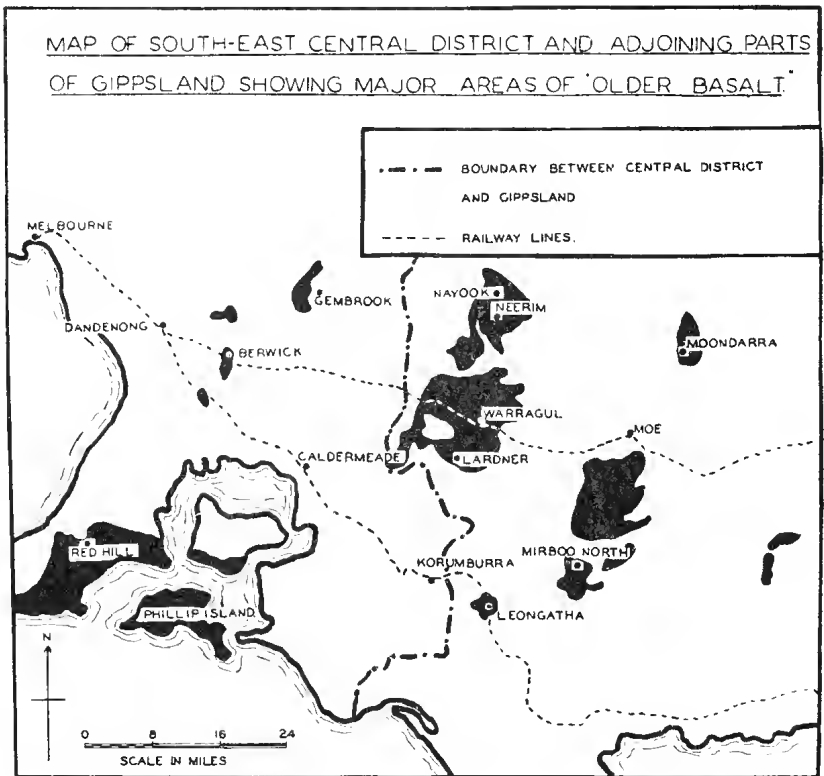 MAP OF SOUTH-EAST CENTRAL DISTRICT AND ADJOINING PARTS
OF GIPPSLAND SHOWING MAJOR AREAS OF "OLDER BASALT."
BOUNDARY BETWEEN CENTRAL DISTRICT
AND GIPPSLAND
RAILWAY LINES.
MELBOURNE
GEMBROOK
NAYOOK
NEERIM
DANDENONG
MOONDARRA
BERWICK
WARRAGUL
MOE
CALDERMEADE
LARDNER
RED HILL
KORUMBURRA
MIRBOO NORTH
PHILLIP ISLAND
LEONGATHA
N
0 8 16 24
SCALE IN MILES